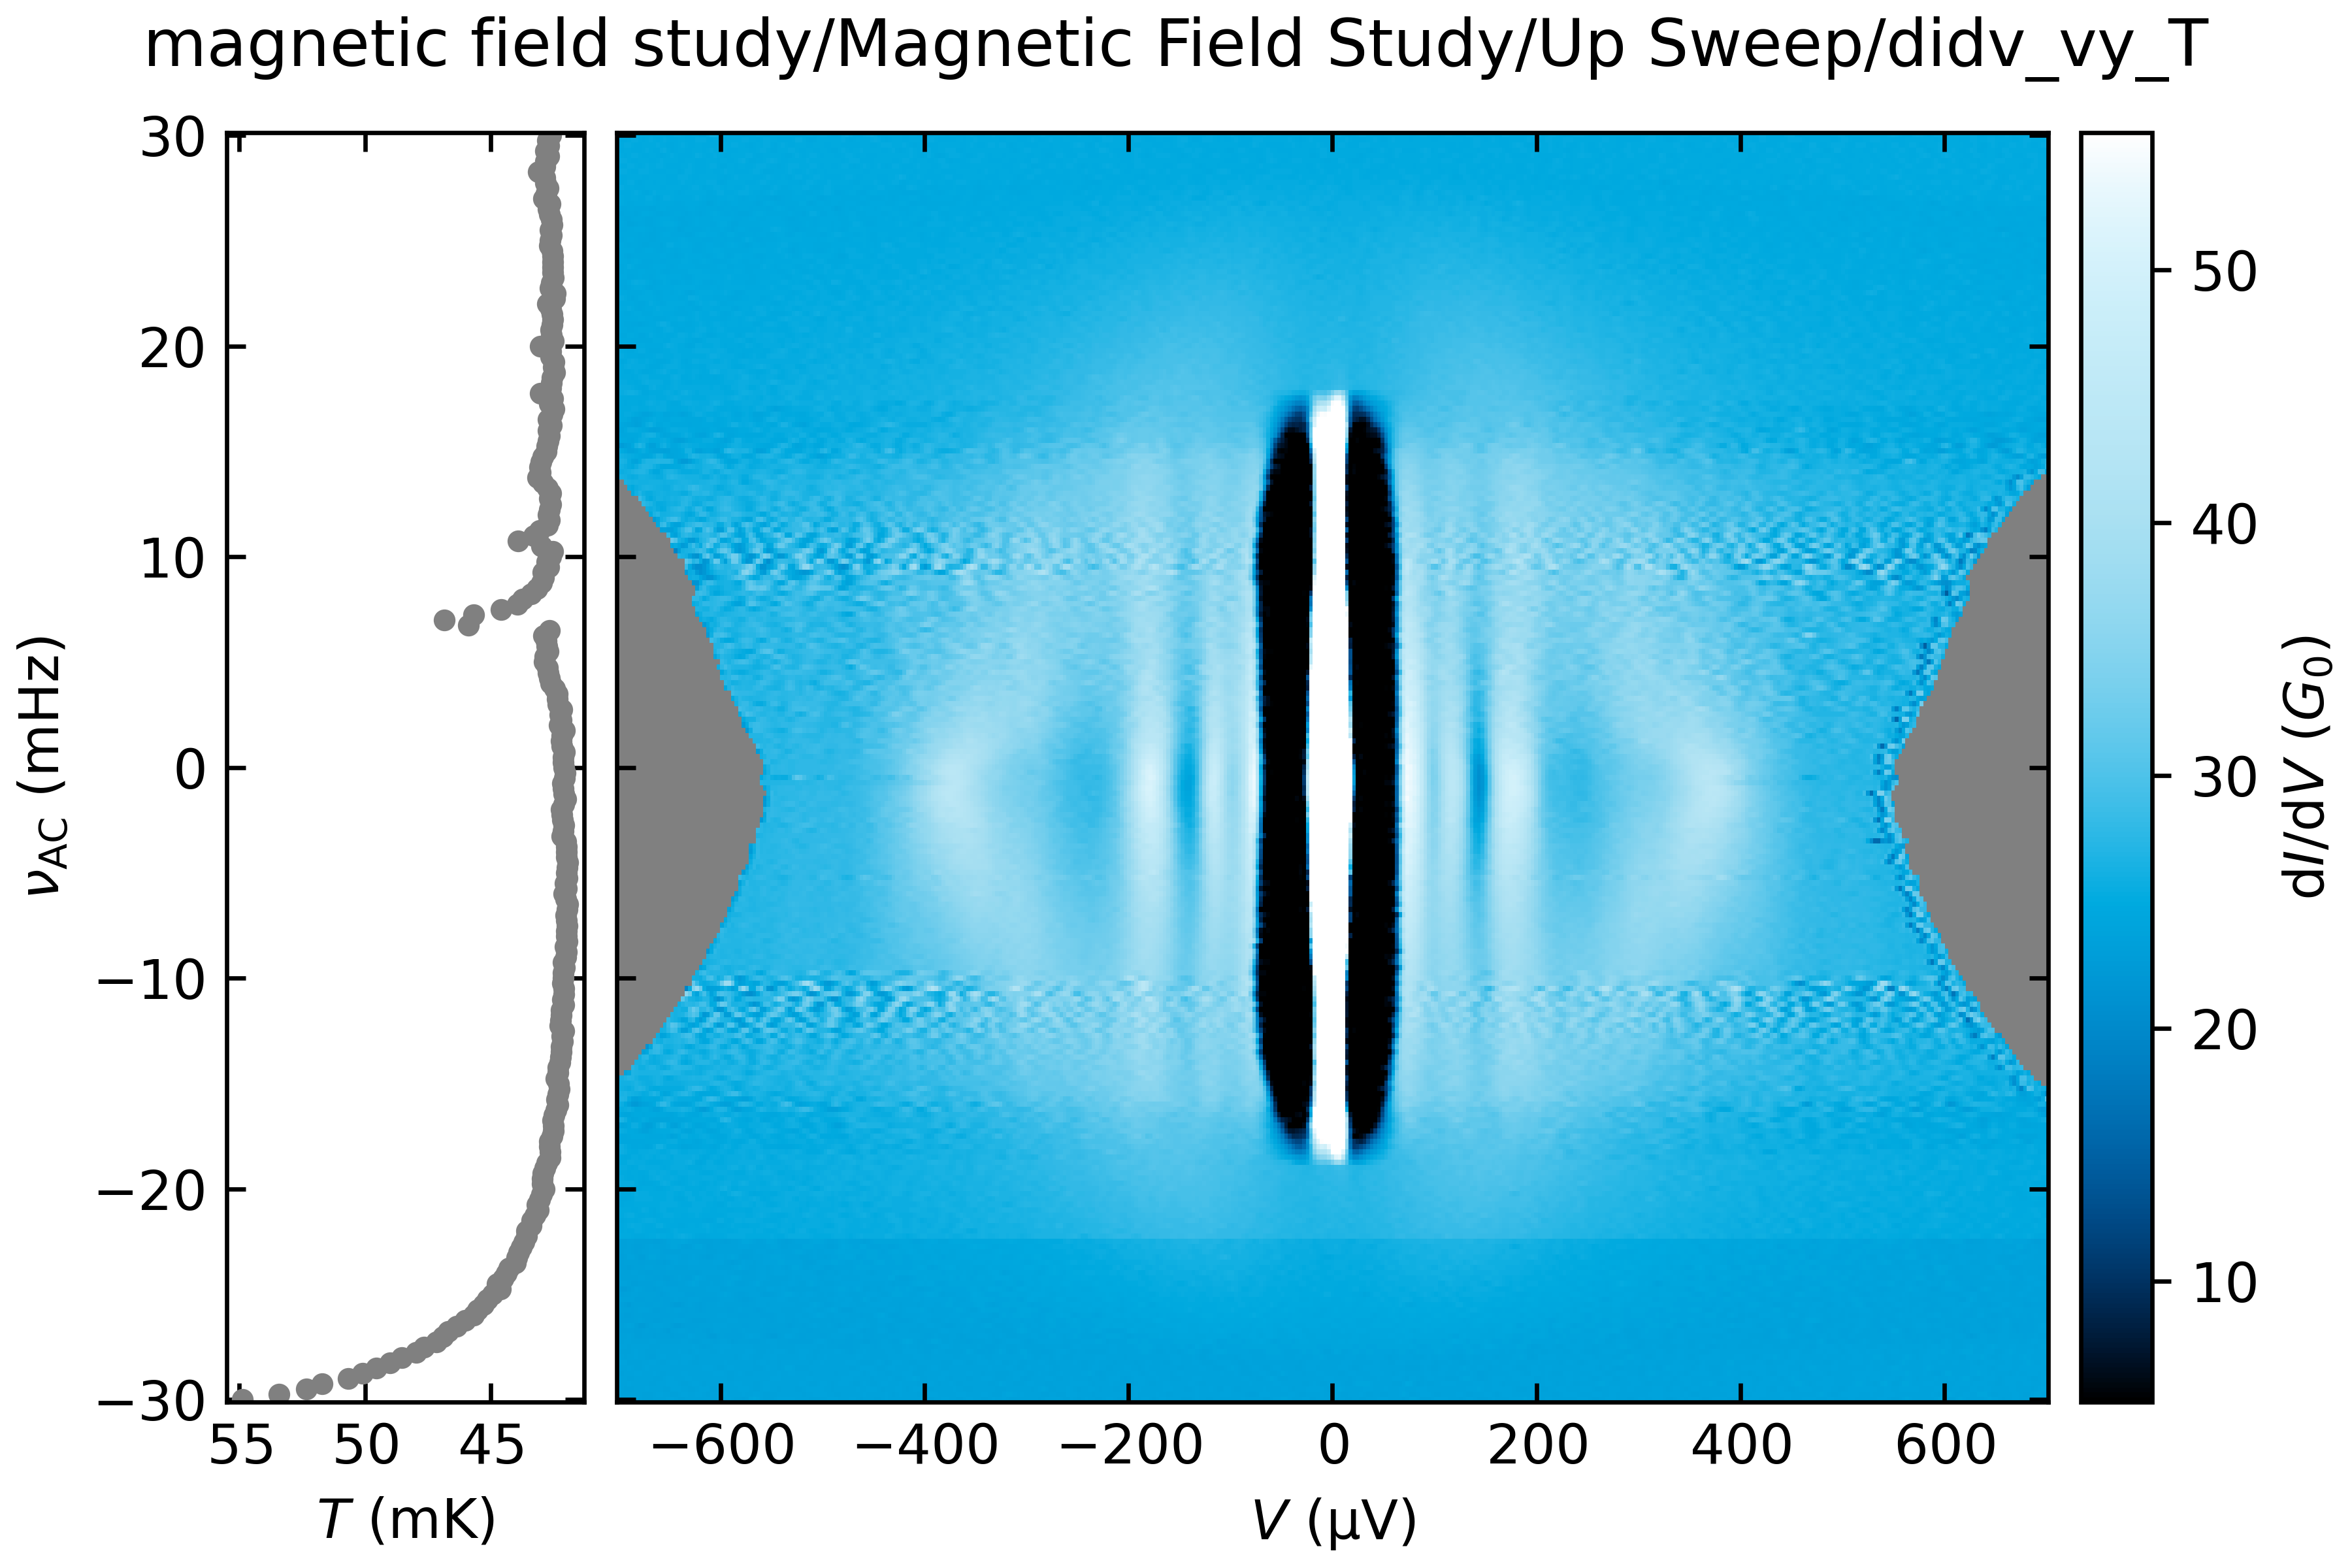 magnetic field study/Magnetic Field Study/Up Sweep/didv_vy_T
30
20
10
0
−10
−20
−30
ν_AC (mHz)
55 50 45
T (mK)
−600 −400 −200 0 200 400 600
V (µV)
50
40
30
20
10
dI/dV (G₀)